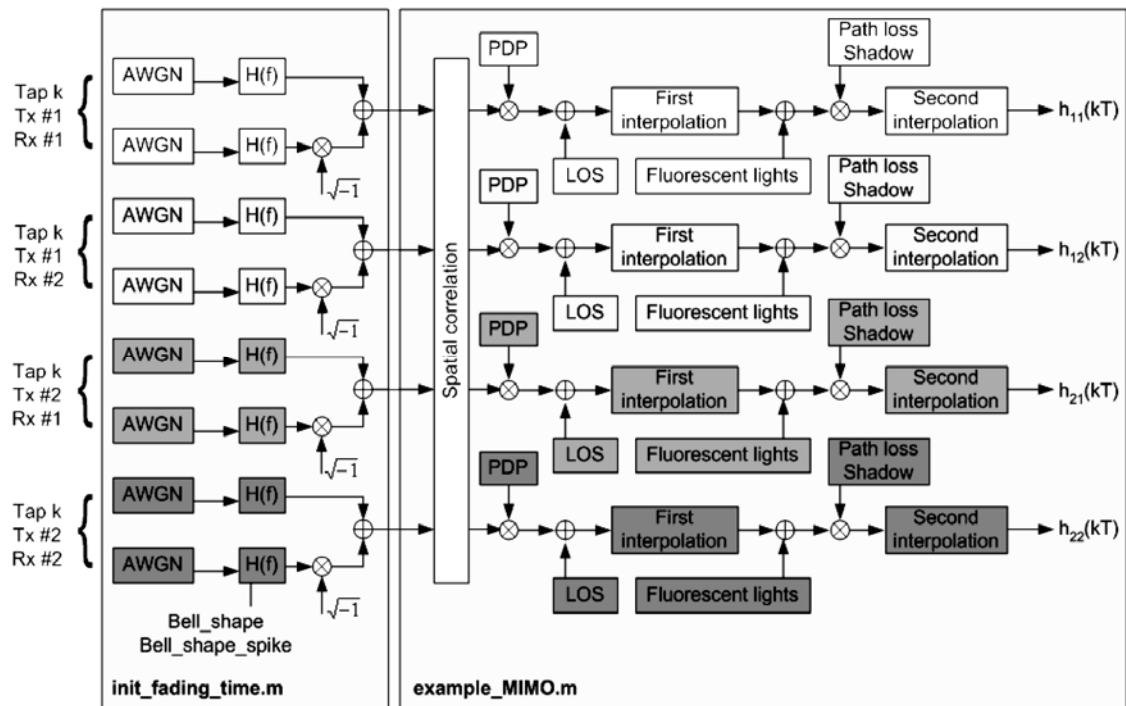 Tap k
Tx #1
Rx #1
AWGN
H(f)
AWGN
H(f)
√-1
Tap k
Tx #1
Rx #2
AWGN
H(f)
AWGN
H(f)
√-1
Tap k
Tx #2
Rx #1
AWGN
H(f)
AWGN
H(f)
√-1
Tap k
Tx #2
Rx #2
AWGN
H(f)
AWGN
H(f)
√-1
Bell_shape
Bell_shape_spike
init_fading_time.m
Spatial correlation
PDP
LOS
First
interpolation
Fluorescent lights
Path loss
Shadow
Second
interpolation
h11(kT)
PDP
LOS
First
interpolation
Fluorescent lights
Path loss
Shadow
Second
interpolation
h12(kT)
PDP
LOS
First
interpolation
Fluorescent lights
Path loss
Shadow
Second
interpolation
h21(kT)
PDP
LOS
First
interpolation
Fluorescent lights
Path loss
Shadow
Second
interpolation
h22(kT)
example_MIMO.m